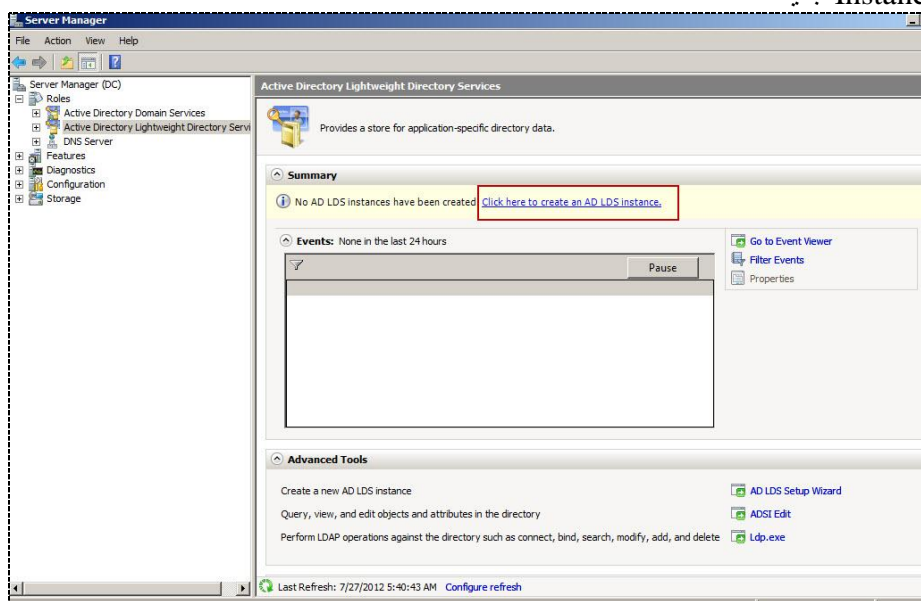 Server Manager
File Action View Help
Server Manager (DC)
Roles
Active Directory Domain Services
Active Directory Lightweight Directory Servi
DNS Server
Features
Diagnostics
Configuration
Storage
Active Directory Lightweight Directory Services
Provides a store for application-specific directory data.
Summary
No AD LDS instances have been created Click here to create an AD LDS instance.
Events: None in the last 24 hours
Pause
Go to Event Viewer
Filter Events
Properties
Advanced Tools
Create a new AD LDS instance AD LDS Setup Wizard
Query, view, and edit objects and attributes in the directory ADSI Edit
Perform LDAP operations against the directory such as connect, bind, search, modify, add, and delete Ldp.exe
Last Refresh: 7/27/2012 5:40:43 AM Configure refresh